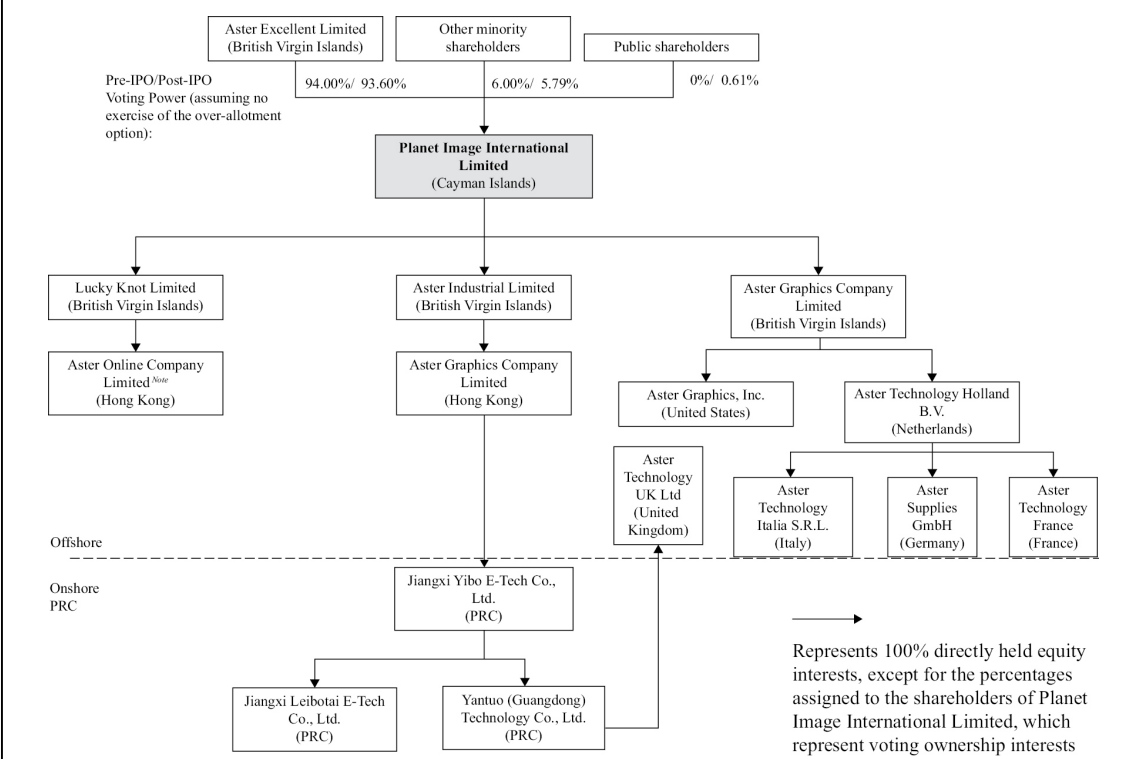 Aster Excellent Limited
(British Virgin Islands)
Other minority
shareholders
Public shareholders
Pre-IPO/Post-IPO
Voting Power (assuming no
exercise of the over-allotment
option):
94.00%/ 93.60%
6.00%/ 5.79%
0%/ 0.61%
Planet Image International
Limited
(Cayman Islands)
Lucky Knot Limited
(British Virgin Islands)
Aster Industrial Limited
(British Virgin Islands)
Aster Graphics Company
Limited
(British Virgin Islands)
Aster Online Company
Limited Note
(Hong Kong)
Aster Graphics Company
Limited
(Hong Kong)
Aster Graphics, Inc.
(United States)
Aster Technology Holland
B.V.
(Netherlands)
Aster
Technology
UK Ltd
(United
Kingdom)
Aster
Technology
Italia S.R.L.
(Italy)
Aster
Supplies
GmbH
(Germany)
Aster
Technology
France
(France)
Offshore
Onshore
PRC
Jiangxi Yibo E-Tech Co.,
Ltd.
(PRC)
Jiangxi Leibotai E-Tech
Co., Ltd.
(PRC)
Yantuo (Guangdong)
Technology Co., Ltd.
(PRC)
Represents 100% directly held equity
interests, except for the percentages
assigned to the shareholders of Planet
Image International Limited, which
represent voting ownership interests